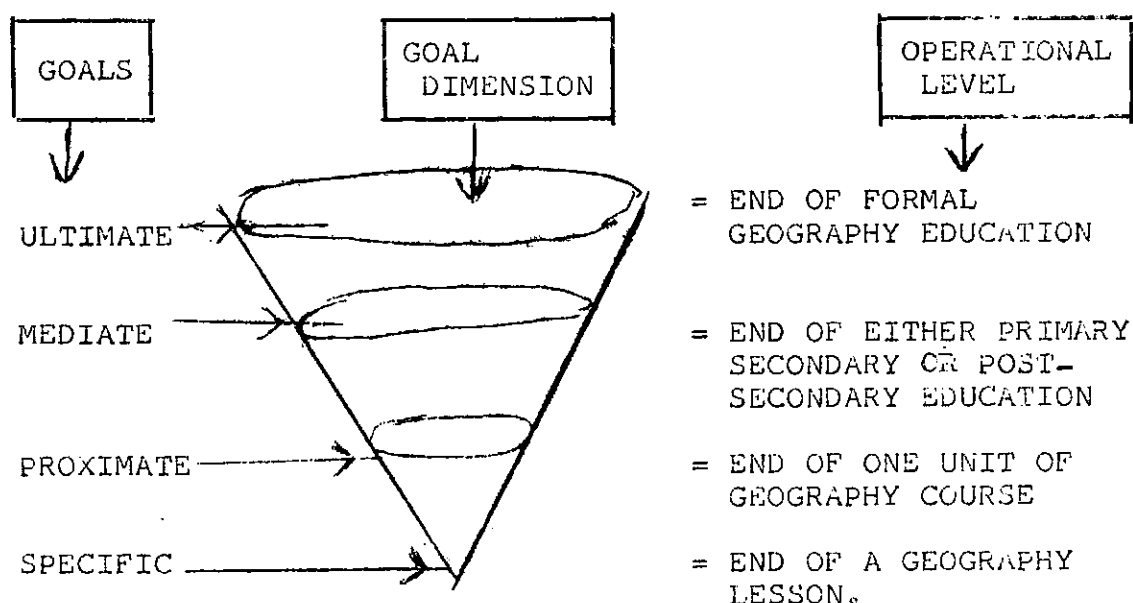 GOALS
GOAL
DIMENSION
OPERATIONAL
LEVEL
ULTIMATE
= END OF FORMAL
GEOGRAPHY EDUCATION
MEDIATE
= END OF EITHER PRIMARY
SECONDARY OR POST-
SECONDARY EDUCATION
PROXIMATE
= END OF ONE UNIT OF
GEOGRAPHY COURSE
SPECIFIC
= END OF A GEOGRAPHY
LESSON.